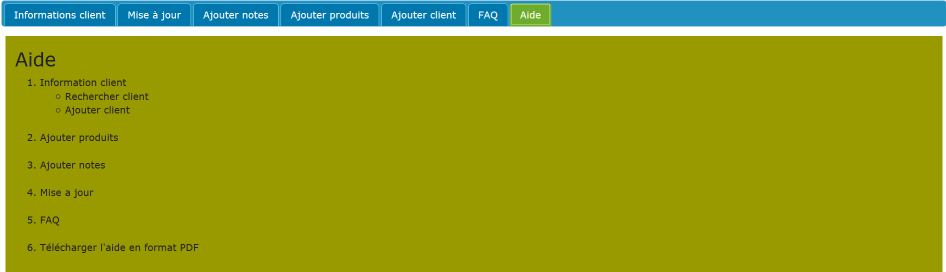 Informations client Mise à jour Ajouter notes Ajouter produits Ajouter client FAQ Aide
Aide
1. Information client
Rechercher client
Ajouter client
2. Ajouter produits
3. Ajouter notes
4. Mise a jour
5. FAQ
6. Télécharger l'aide en format PDF